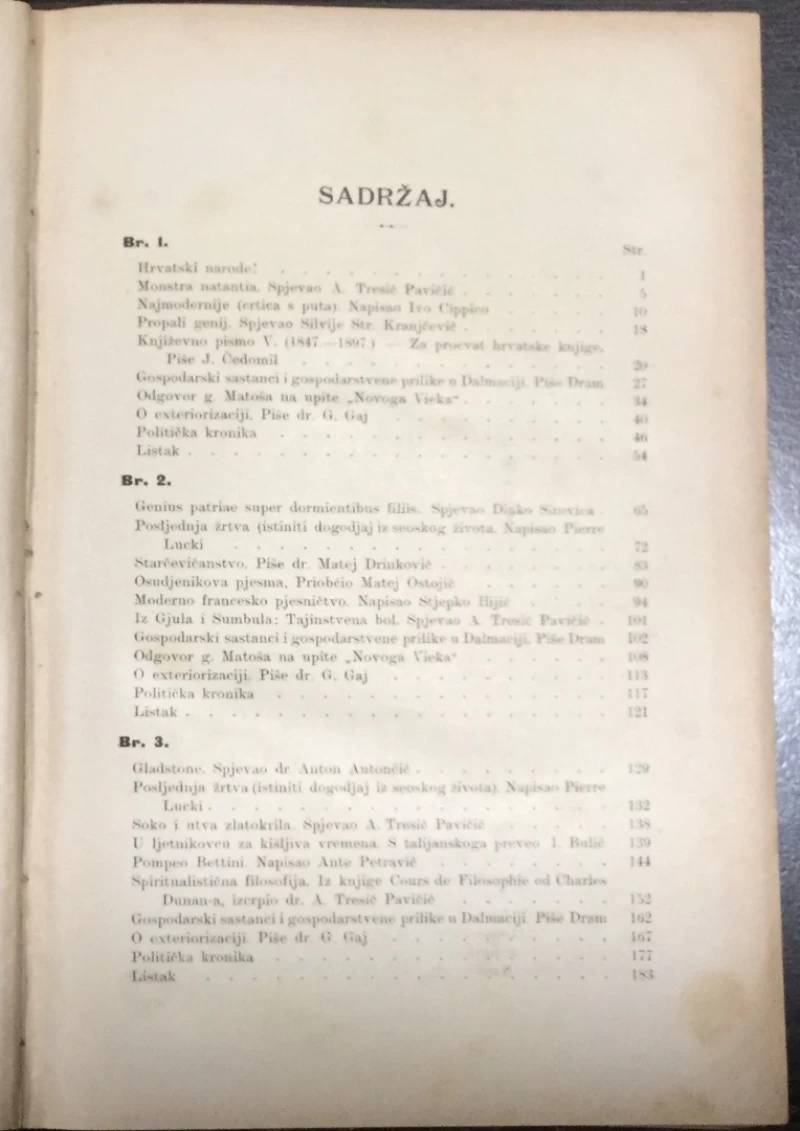 SADRŽAJ.
Br. 1.
Str.
Hrvatski narode! 1
Monstra natantia. Spjevao A. Tresić Pavičić 5
Najmodernije (crtica s puta). Napisao Ivo Cippico 10
Propali genij. Spjevao Silvije Str. Kranjčević 18
Književno pismo V. (1847—1897.) — Za procvat hrvatske knjige.
Piše J. Čedomil 20
Gospodarski sastanci i gospodarstvene prilike u Dalmaciji. Piše Dram 27
Odgovor g. Matoša na upite „Novoga Vieka“ 34
O exteriorizaciji. Piše dr. G. Gaj 40
Politička kronika 46
Listak 54
Br. 2.
Genius patriae super dormientibus filiis. Spjevao Dinko Sirovica 65
Posljednja žrtva (istiniti dogodjaj iz seoskog života. Napisao Pierre
Lucki 72
Starčevićanstvo. Piše dr. Matej Drinković 83
Osudjenikova pjesma. Priobćio Matej Ostojić 90
Moderno francesko pjesničtvo. Napisao Stjepko Ilijić 94
Iz Gjula i Sumbula: Tajinstvena bol. Spjevao A. Tresić Pavičić 101
Gospodarski sastanci i gospodarstvene prilike u Dalmaciji. Piše Dram 102
Odgovor g. Matoša na upite „Novoga Vieka“ 108
O exteriorizaciji. Piše dr. G. Gaj 113
Politička kronika 117
Listak 121
Br. 3.
Gladstone. Spjevao dr. Anton Antončić 129
Posljednja žrtva (istiniti dogodjaj iz seoskog života). Napisao Pierre
Lucki 132
Soko i utva zlatokrila. Spjevao A. Tresić Pavičić 138
U ljetnikovcu za kišljiva vremena. S talijanskoga preveo I. Bulić 139
Pompeo Bettini. Napisao Ante Petravić 144
Spiritualistična filosofija. Iz knjige Cours de Filosophie od Charles
Dunan-a, izcrpio dr. A. Tresić Pavičić 152
Gospodarski sastanci i gospodarstvene prilike u Dalmaciji. Piše Dram 162
O exteriorizaciji. Piše dr. G. Gaj 167
Politička kronika 177
Listak 183